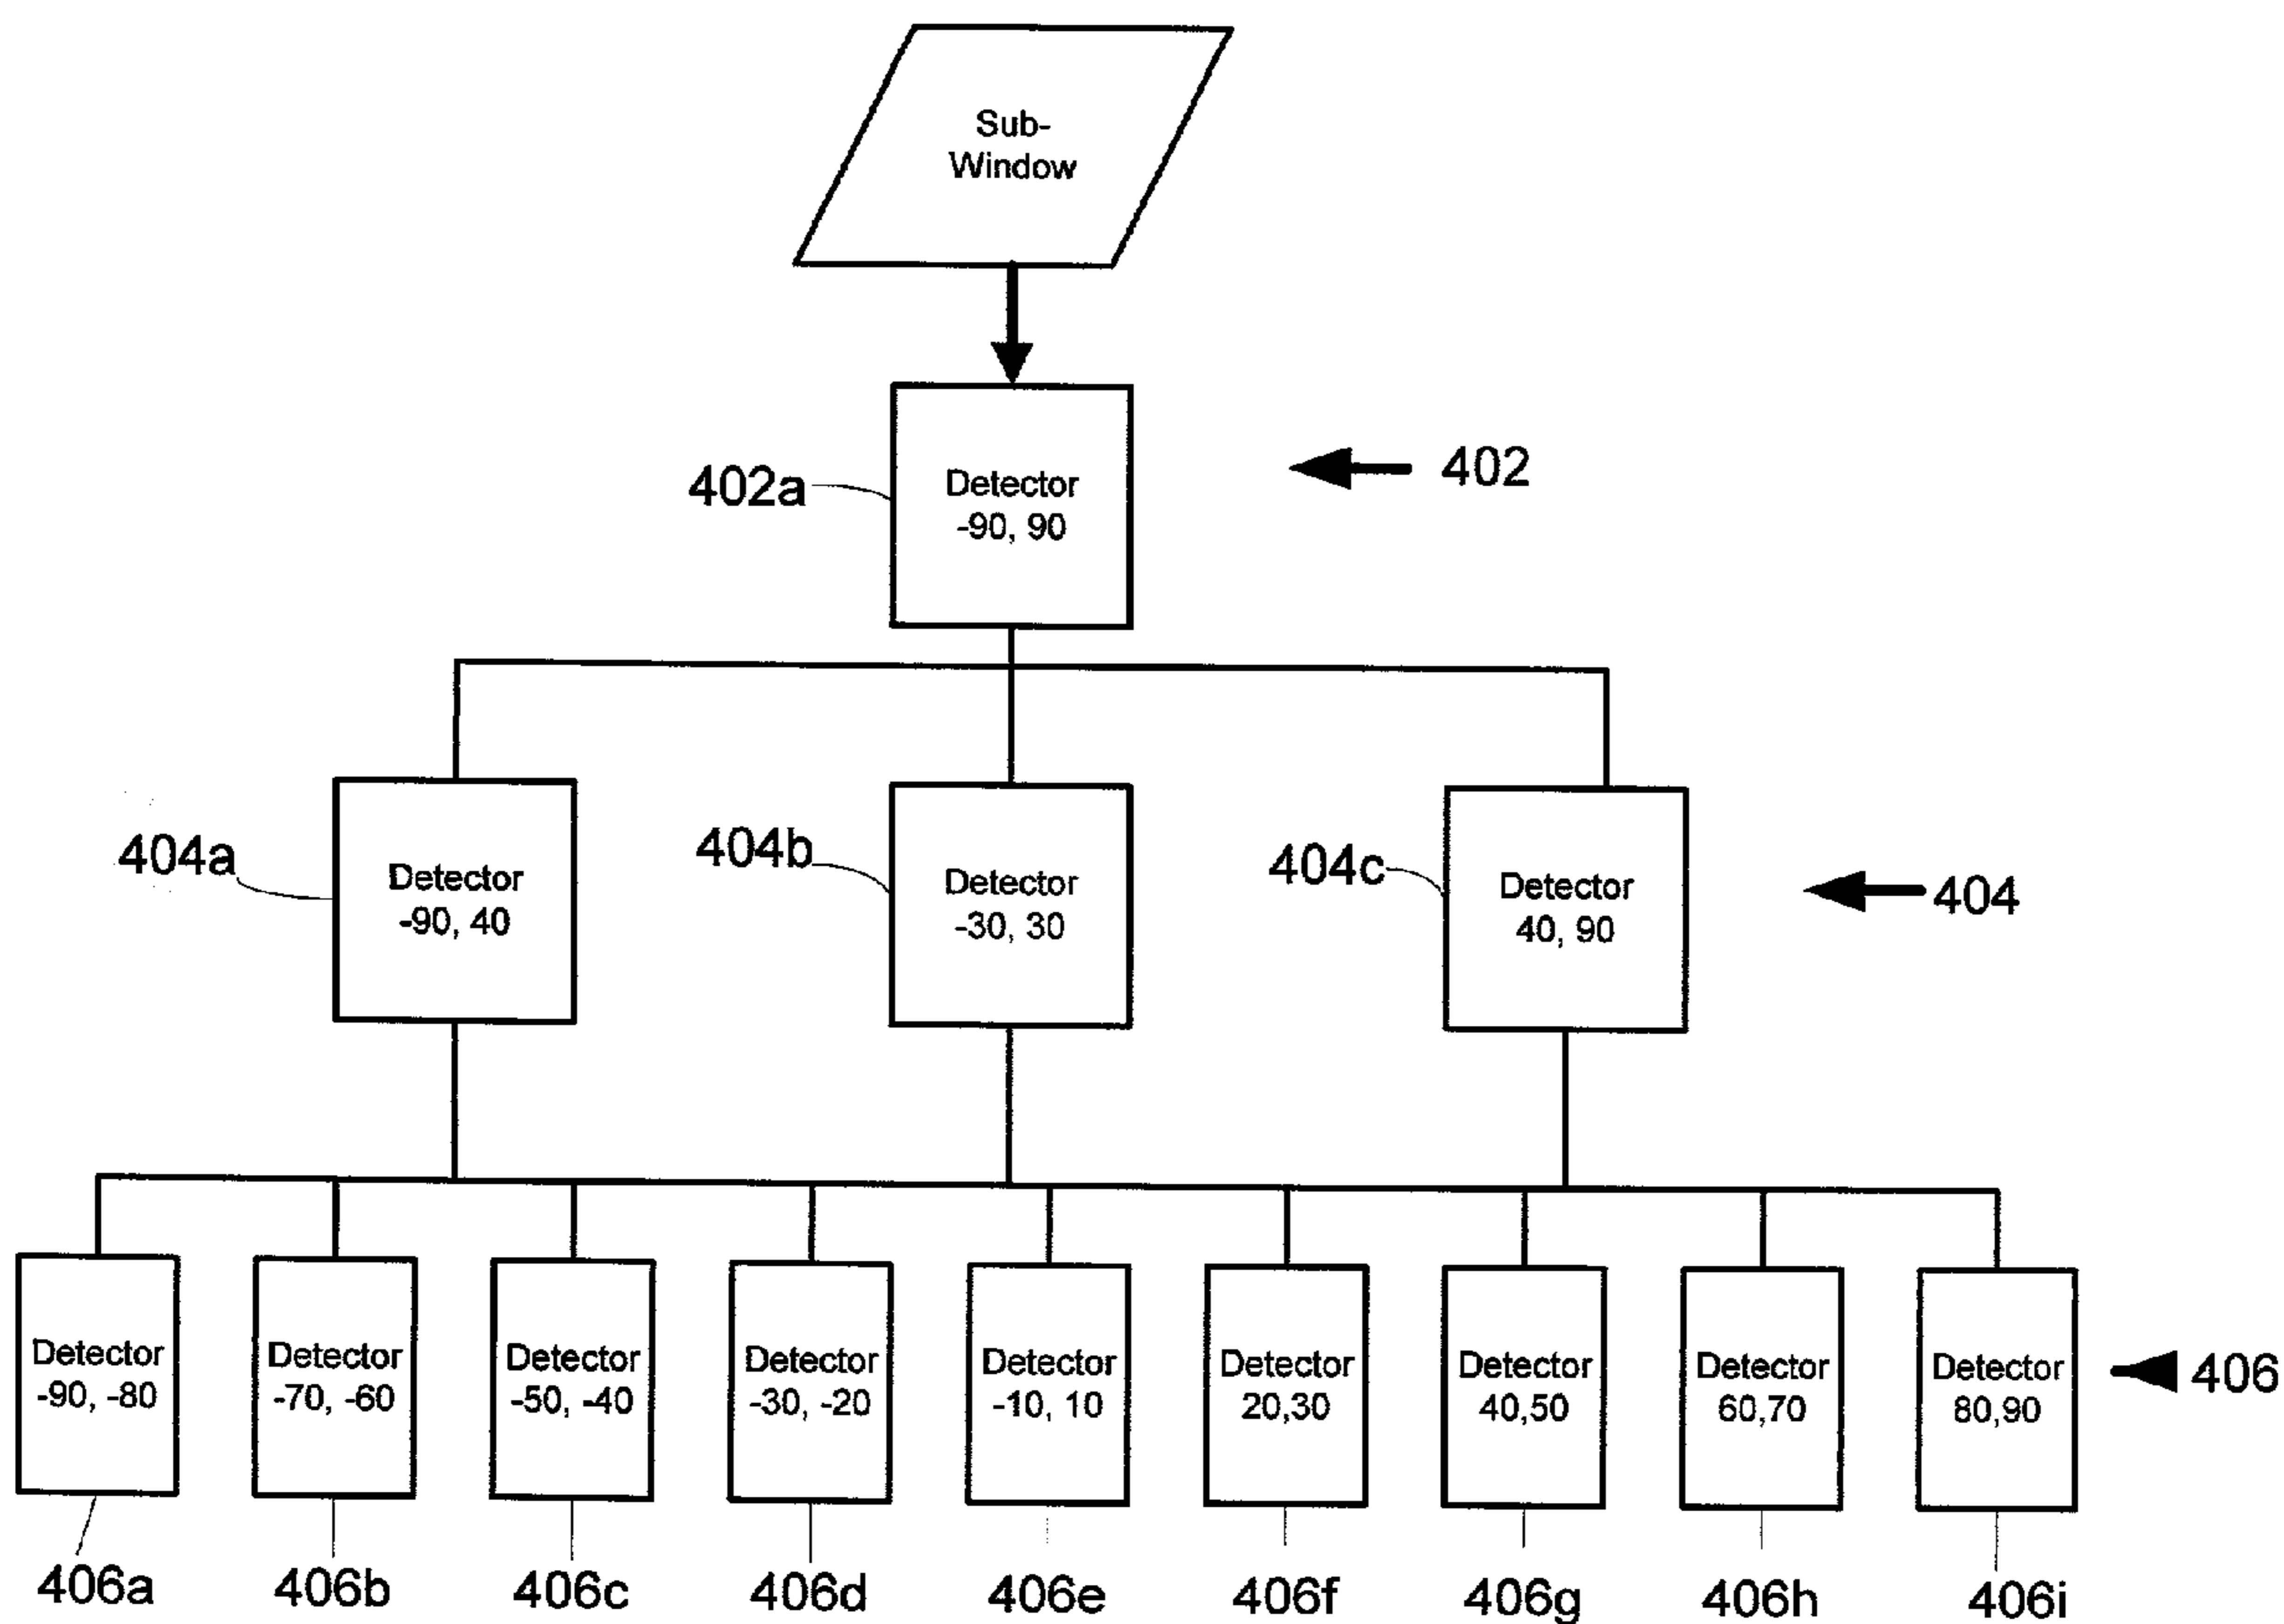 Sub-
Window
402a
Detector
-90, 90
402
404a
Detector
-90, 40
404b
Detector
-30, 30
404c
Detector
40, 90
404
Detector
-90, -80
Detector
-70, -60
Detector
-50, -40
Detector
-30, -20
Detector
-10, 10
Detector
20,30
Detector
40,50
Detector
60,70
Detector
80,90
406
406a
406b
406c
406d
406e
406f
406g
406h
406i